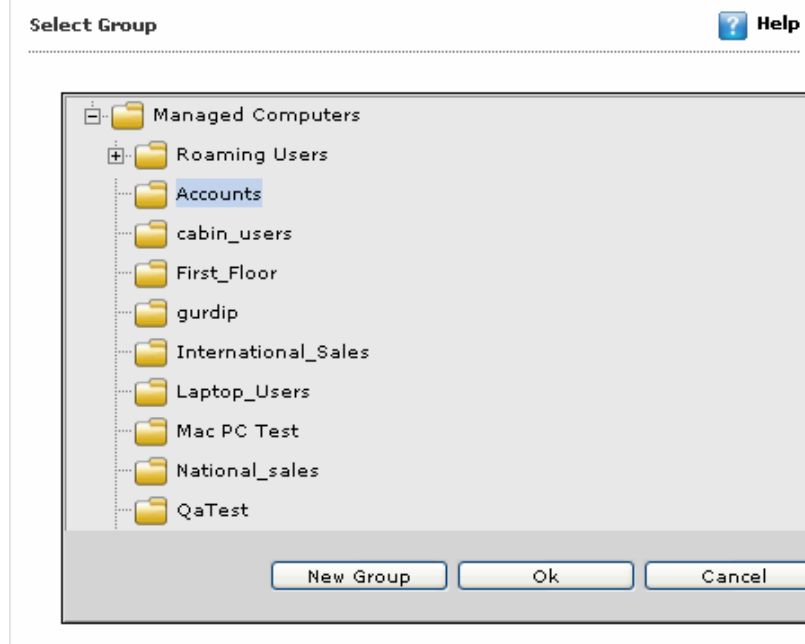 Select Group
? Help
Managed Computers
Roaming Users
Accounts
cabin_users
First_Floor
gurdip
International_Sales
Laptop_Users
Mac PC Test
National_sales
QaTest
New Group Ok Cancel